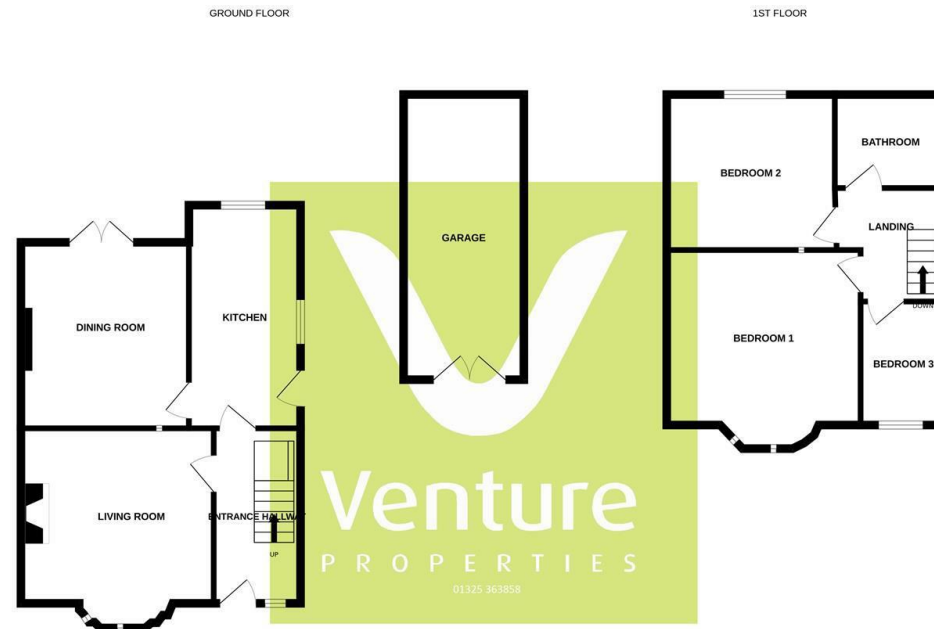 GROUND FLOOR
1ST FLOOR
BATHROOM
BEDROOM 2
LANDING
GARAGE
DOWN
KITCHEN
DINING ROOM
BEDROOM 1
BEDROOM 3
LIVING ROOM
ENTRANCE HALLWAY
UP
Venture
PROPERTIES
01325 363858